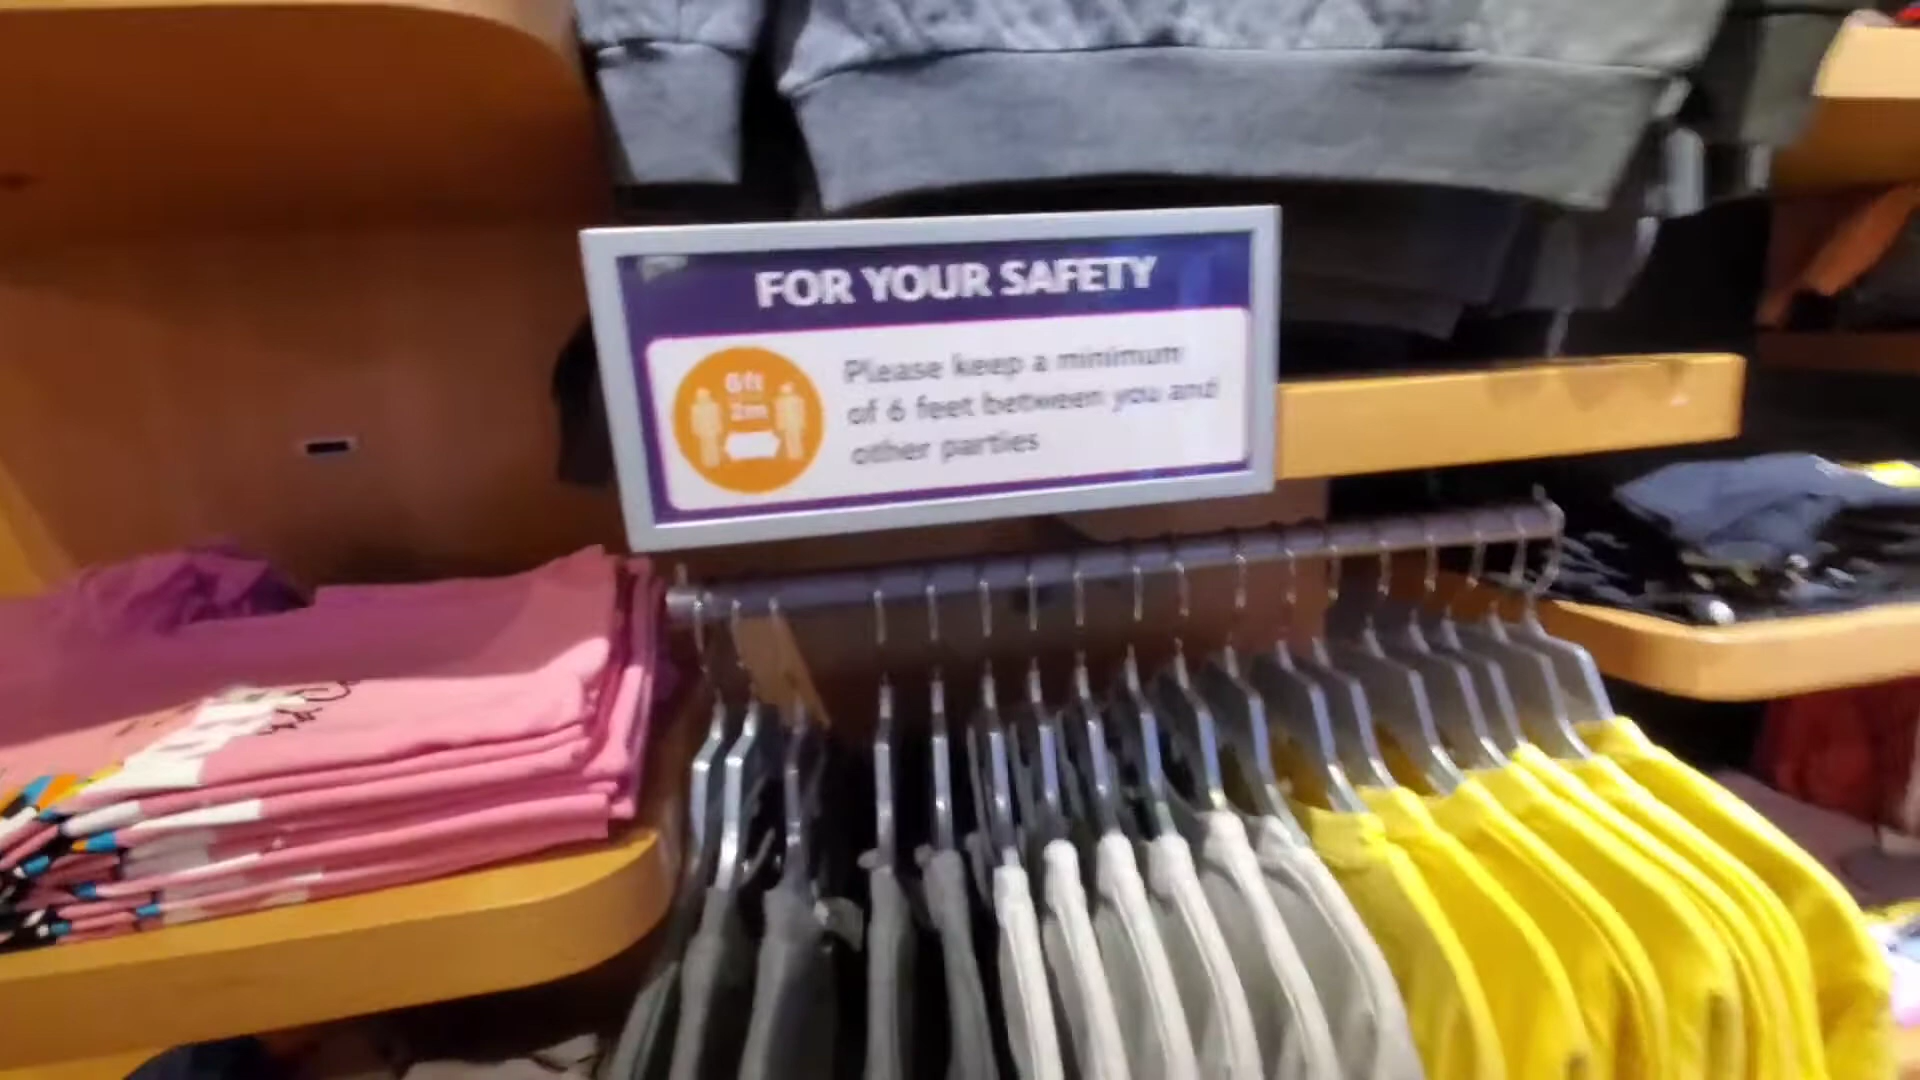 FOR YOUR SAFETY
6ft
2m
Please keep a minimum
of 6 feet between you and
other parties